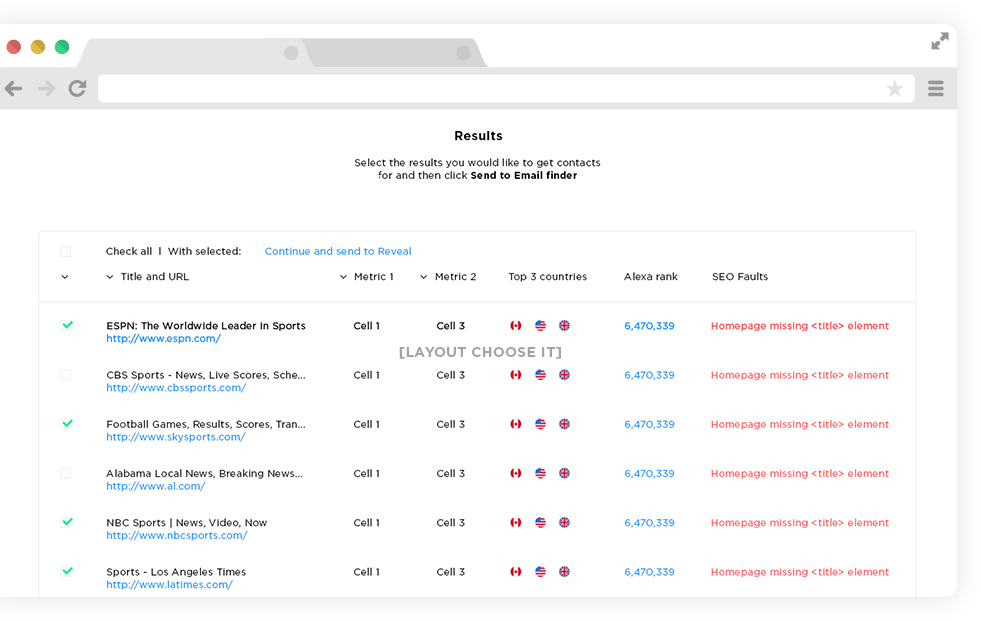 Results
Select the results you would like to get contacts
for and then click Send to Email finder
Check all | With selected: Continue and send to Reveal
Title and URL Metric 1 Metric 2 Top 3 countries Alexa rank SEO Faults
ESPN: The Worldwide Leader in Sports Cell 1 Cell 3 6,470,339 Homepage missing <title> element
http://www.espn.com/
[LAYOUT CHOOSE IT]
CBS Sports - News, Live Scores, Sche... Cell 1 Cell 3 6,470,339 Homepage missing <title> element
http://www.cbssports.com/
Football Games, Results, Scores, Tran... Cell 1 Cell 3 6,470,339 Homepage missing <title> element
http://www.skysports.com/
Alabama Local News, Breaking News... Cell 1 Cell 3 6,470,339 Homepage missing <title> element
http://www.al.com/
NBC Sports | News, Video, Now Cell 1 Cell 3 6,470,339 Homepage missing <title> element
http://www.nbcsports.com/
Sports - Los Angeles Times Cell 1 Cell 3 6,470,339 Homepage missing <title> element
http://www.latimes.com/